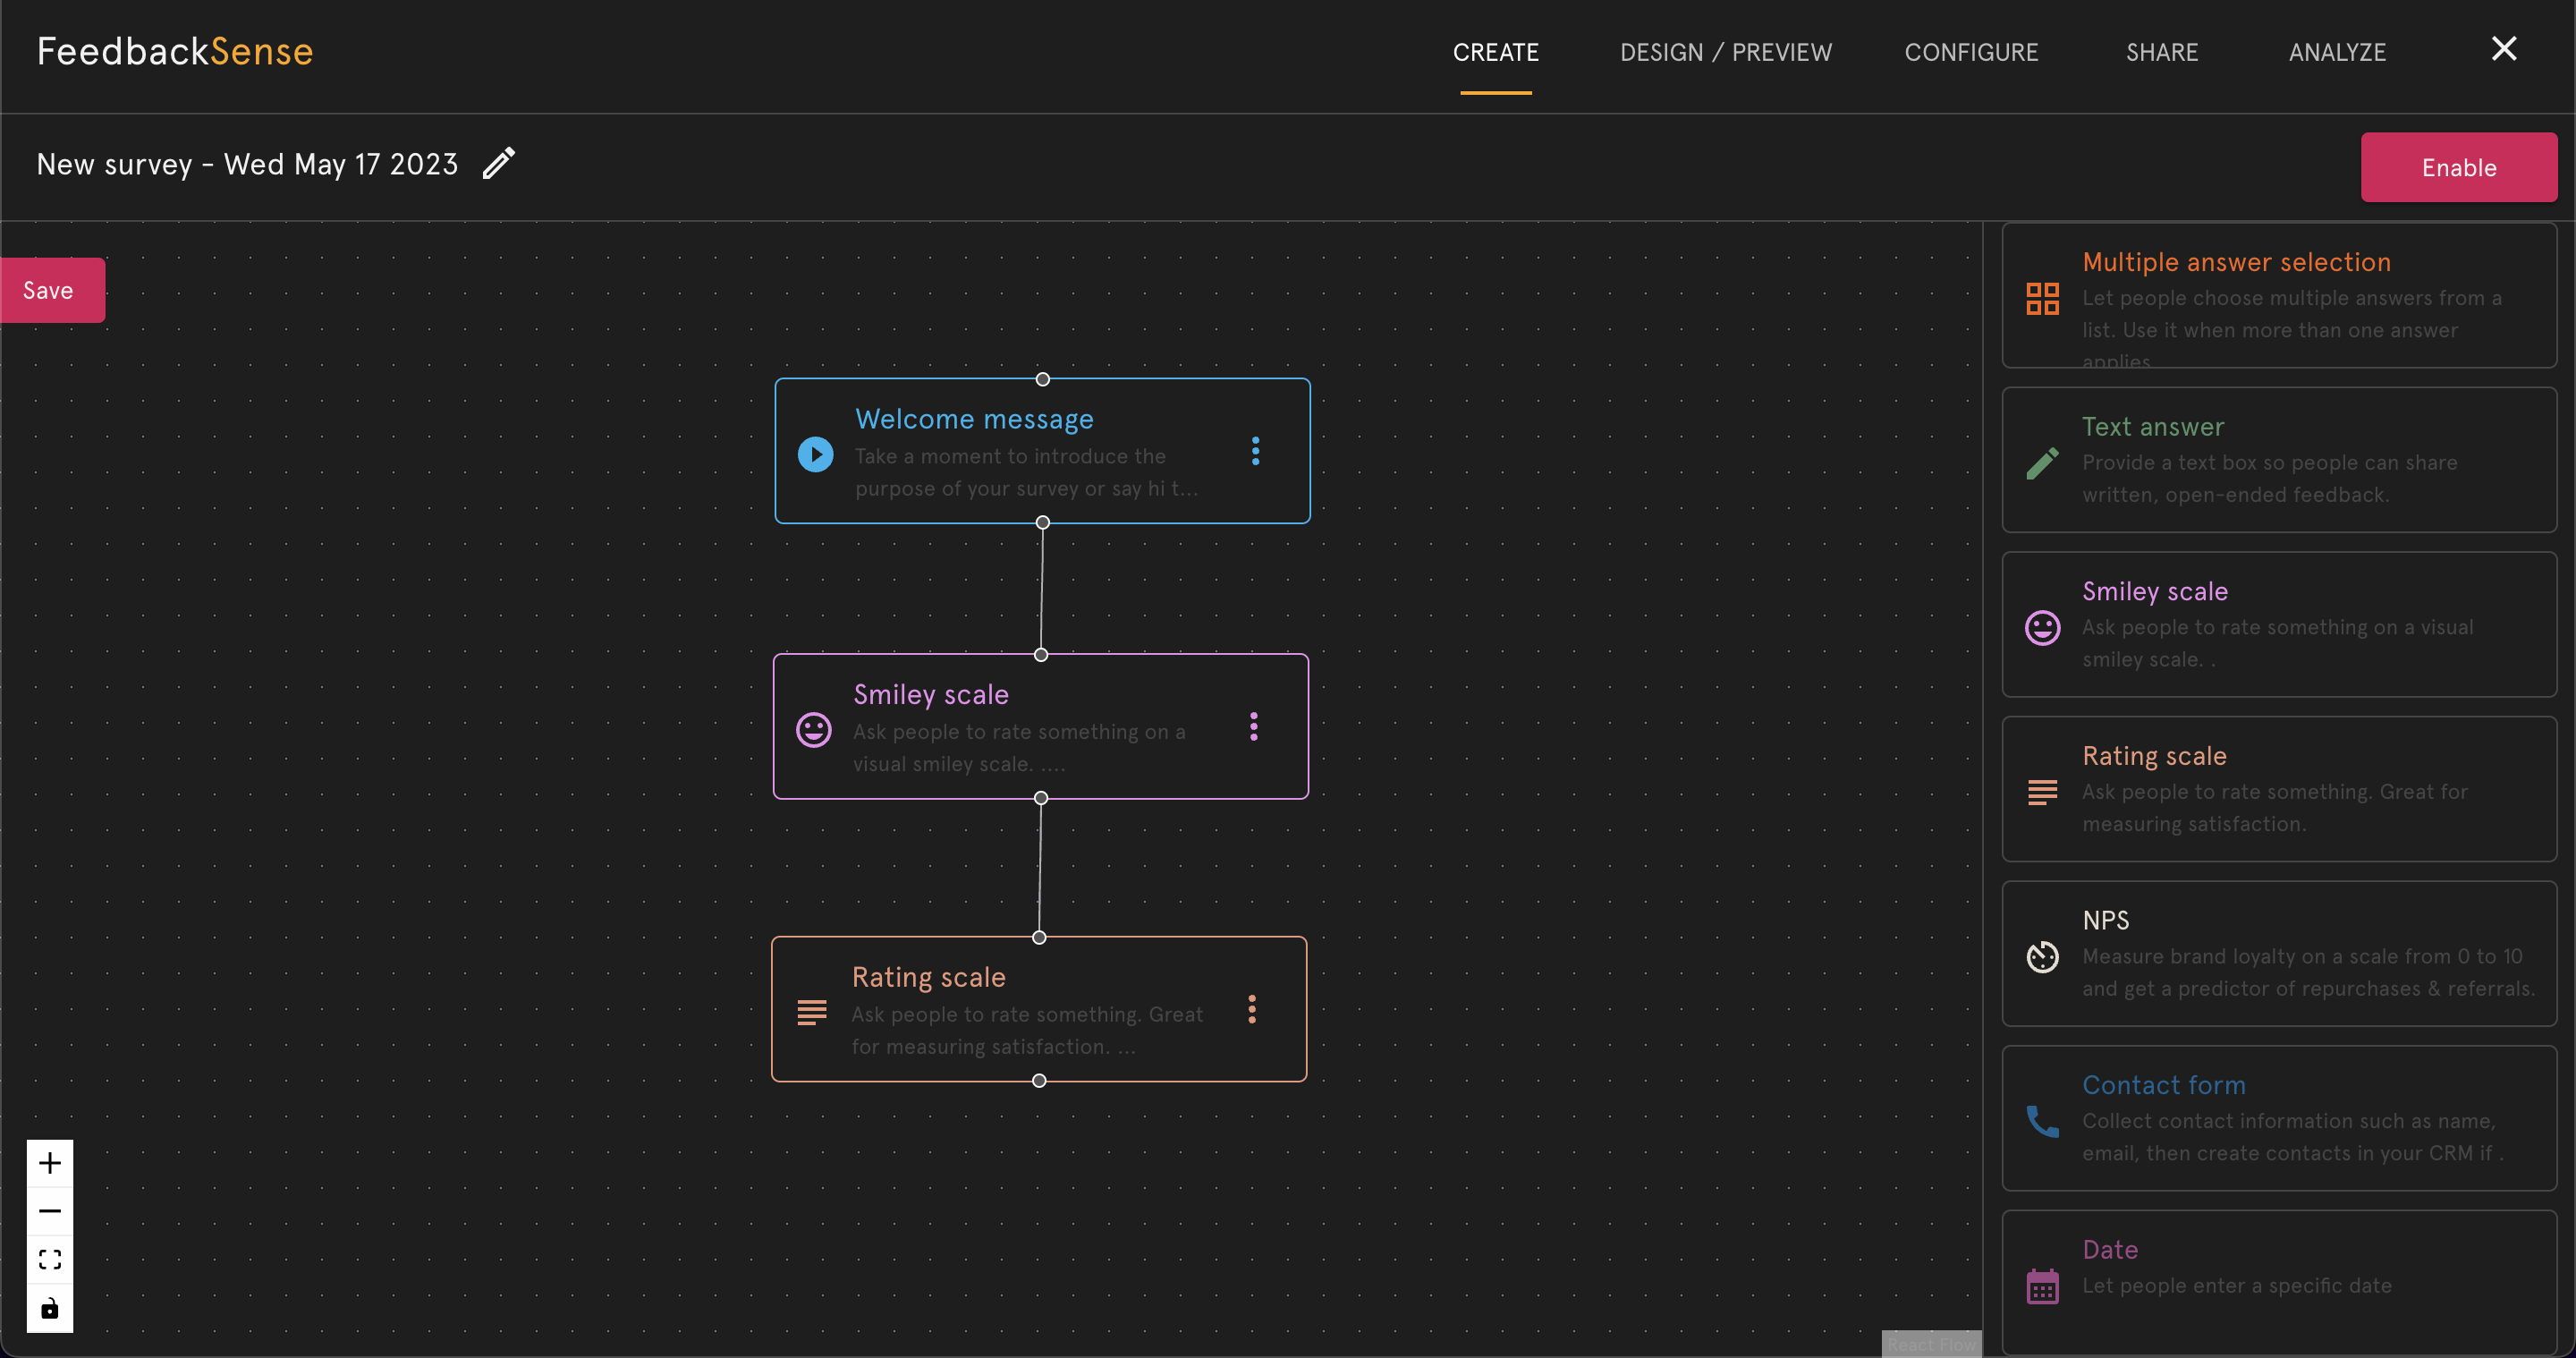 FeedbackSense
CREATE
DESIGN / PREVIEW
CONFIGURE
SHARE
ANALYZE
New survey - Wed May 17 2023
Enable
Save
Welcome message
Take a moment to introduce the
purpose of your survey or say hi t...
Smiley scale
Ask people to rate something on a
visual smiley scale. ....
Rating scale
Ask people to rate something. Great
for measuring satisfaction. ...
React Flow
Multiple answer selection
Let people choose multiple answers from a
list. Use it when more than one answer
applies
Text answer
Provide a text box so people can share
written, open-ended feedback.
Smiley scale
Ask people to rate something on a visual
smiley scale. .
Rating scale
Ask people to rate something. Great for
measuring satisfaction.
NPS
Measure brand loyalty on a scale from 0 to 10
and get a predictor of repurchases & referrals.
Contact form
Collect contact information such as name,
email, then create contacts in your CRM if .
Date
Let people enter a specific date